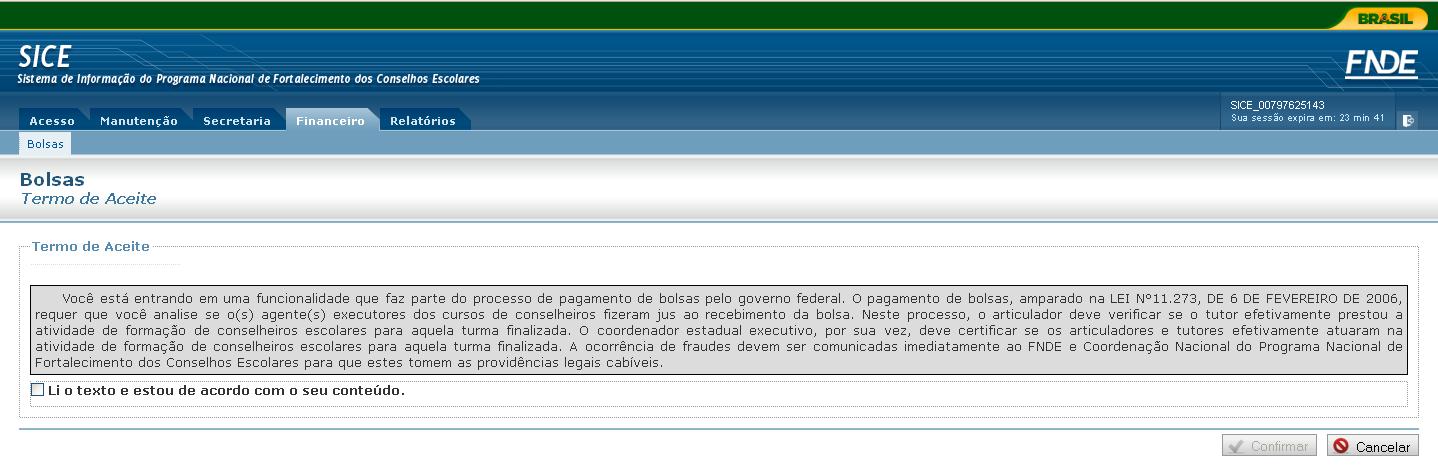 BRASIL
SICE
Sistema de Informação do Programa Nacional de Fortalecimento dos Conselhos Escolares
FNDE
Acesso Manutenção Secretaria Financeiro Relatórios
SICE_00797625143
Sua sessão expira em: 23 min 41
Bolsas
Bolsas
Termo de Aceite
Termo de Aceite
Você está entrando em uma funcionalidade que faz parte do processo de pagamento de bolsas pelo governo federal. O pagamento de bolsas, amparado na LEI Nº11.273, DE 6 DE FEVEREIRO DE 2006,
requer que você analise se o(s) agente(s) executores dos cursos de conselheiros fizeram jus ao recebimento da bolsa. Neste processo, o articulador deve verificar se o tutor efetivamente prestou a
atividade de formação de conselheiros escolares para aquela turma finalizada. O coordenador estadual executivo, por sua vez, deve certificar se os articuladores e tutores efetivamente atuaram na
atividade de formação de conselheiros escolares para aquela turma finalizada. A ocorrência de fraudes devem ser comunicadas imediatamente ao FNDE e Coordenação Nacional do Programa Nacional de
Fortalecimento dos Conselhos Escolares para que estes tomem as providências legais cabíveis.
Li o texto e estou de acordo com o seu conteúdo.
Confirmar Cancelar